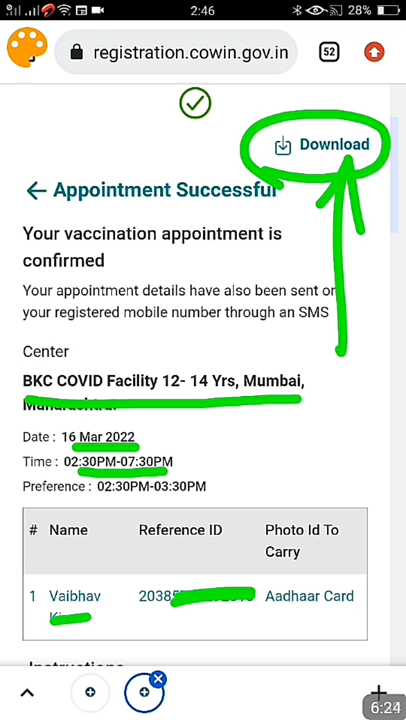 2:46
28%
registration.cowin.gov.in
52
Download
← Appointment Successful
Your vaccination appointment is
confirmed
Your appointment details have also been sent on
your registered mobile number through an SMS
Center
BKC COVID Facility 12- 14 Yrs, Mumbai,
Maharashtra.
Date : 16 Mar 2022
Time : 02:30PM-07:30PM
Preference : 02:30PM-03:30PM
# Name Reference ID Photo Id To
Carry
1 Vaibhav 2038 Aadhaar Card
Instructions
6:24